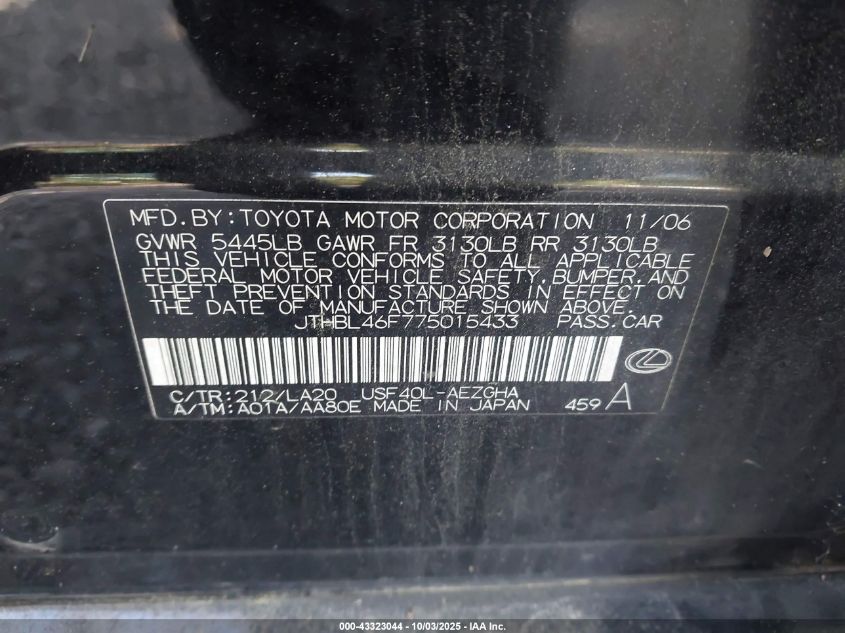 MFD.BY:TOYOTA MOTOR CORPORATION 11/06
GVWR 5445LB GAWR FR 3130LB RR 3130LB
THIS VEHICLE CONFORMS TO ALL APPLICABLE
FEDERAL MOTOR VEHICLE SAFETY, BUMPER, AND
THEFT PREVENTION STANDARDS IN EFFECT ON
THE DATE OF MANUFACTURE SHOWN ABOVE.
JTHBL46F775015433 PASS.CAR
C/TR:212/LA20 USF40L-AEZGHA
A/TM:A01A/AA80E MADE IN JAPAN 459 A
000-43323044 - 10/03/2025 - IAA Inc.